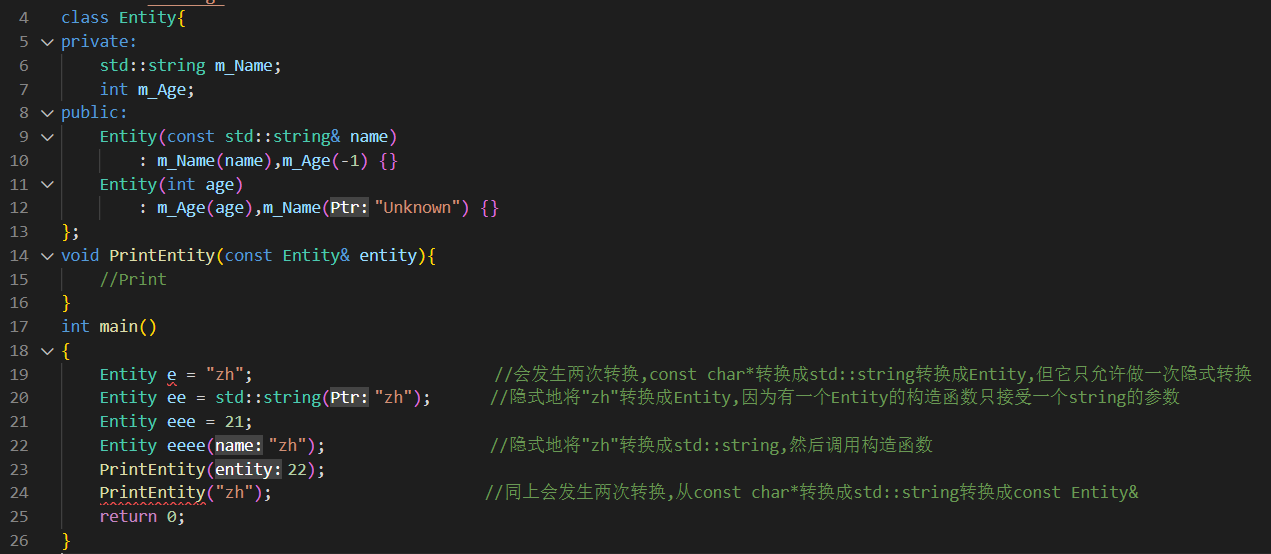 4 class Entity{
5 private:
6 std::string m_Name;
7 int m_Age;
8 public:
9 Entity(const std::string& name)
10 : m_Name(name),m_Age(-1) {}
11 Entity(int age)
12 : m_Age(age),m_Name(Ptr: "Unknown") {}
13 };
14 void PrintEntity(const Entity& entity){
15 //Print
16 }
17 int main()
18 {
19 Entity e = "zh"; //会发生两次转换,const char*转换成std::string转换成Entity,但它只允许做一次隐式转换
20 Entity ee = std::string(Ptr: "zh"); //隐式地将"zh"转换成Entity,因为有一个Entity的构造函数只接受一个string的参数
21 Entity eee = 21;
22 Entity eeee(name: "zh"); //隐式地将"zh"转换成std::string,然后调用构造函数
23 PrintEntity(entity: 22);
24 PrintEntity("zh"); //同上会发生两次转换,从const char*转换成std::string转换成const Entity&
25 return 0;
26 }